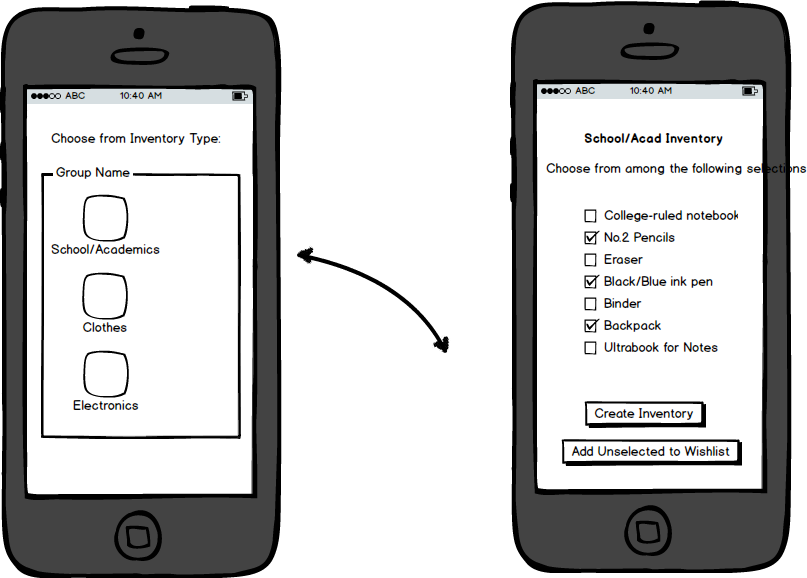 ABC 10:40 AM
Choose from Inventory Type:
Group Name
School/Academics
Clothes
Electronics
ABC 10:40 AM
School/Acad Inventory
Choose from among the following selections
College-ruled notebook
No.2 Pencils
Eraser
Black/Blue ink pen
Binder
Backpack
Ultrabook for Notes
Create Inventory
Add Unselected to Wishlist